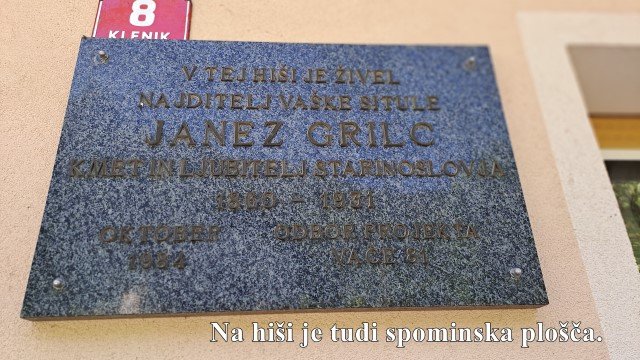 8
KLENIK
V TEJ HIŠI JE ŽIVEL
NAJDITELJ VAŠKE SITULE
JANEZ GRILC
KMET IN LJUBITELJ STARINOSLOVJA
1860 – 1931
OKTOBER ODBOR PROJEKTA
1984 VAČE 81
Na hiši je tudi spominska plošča.